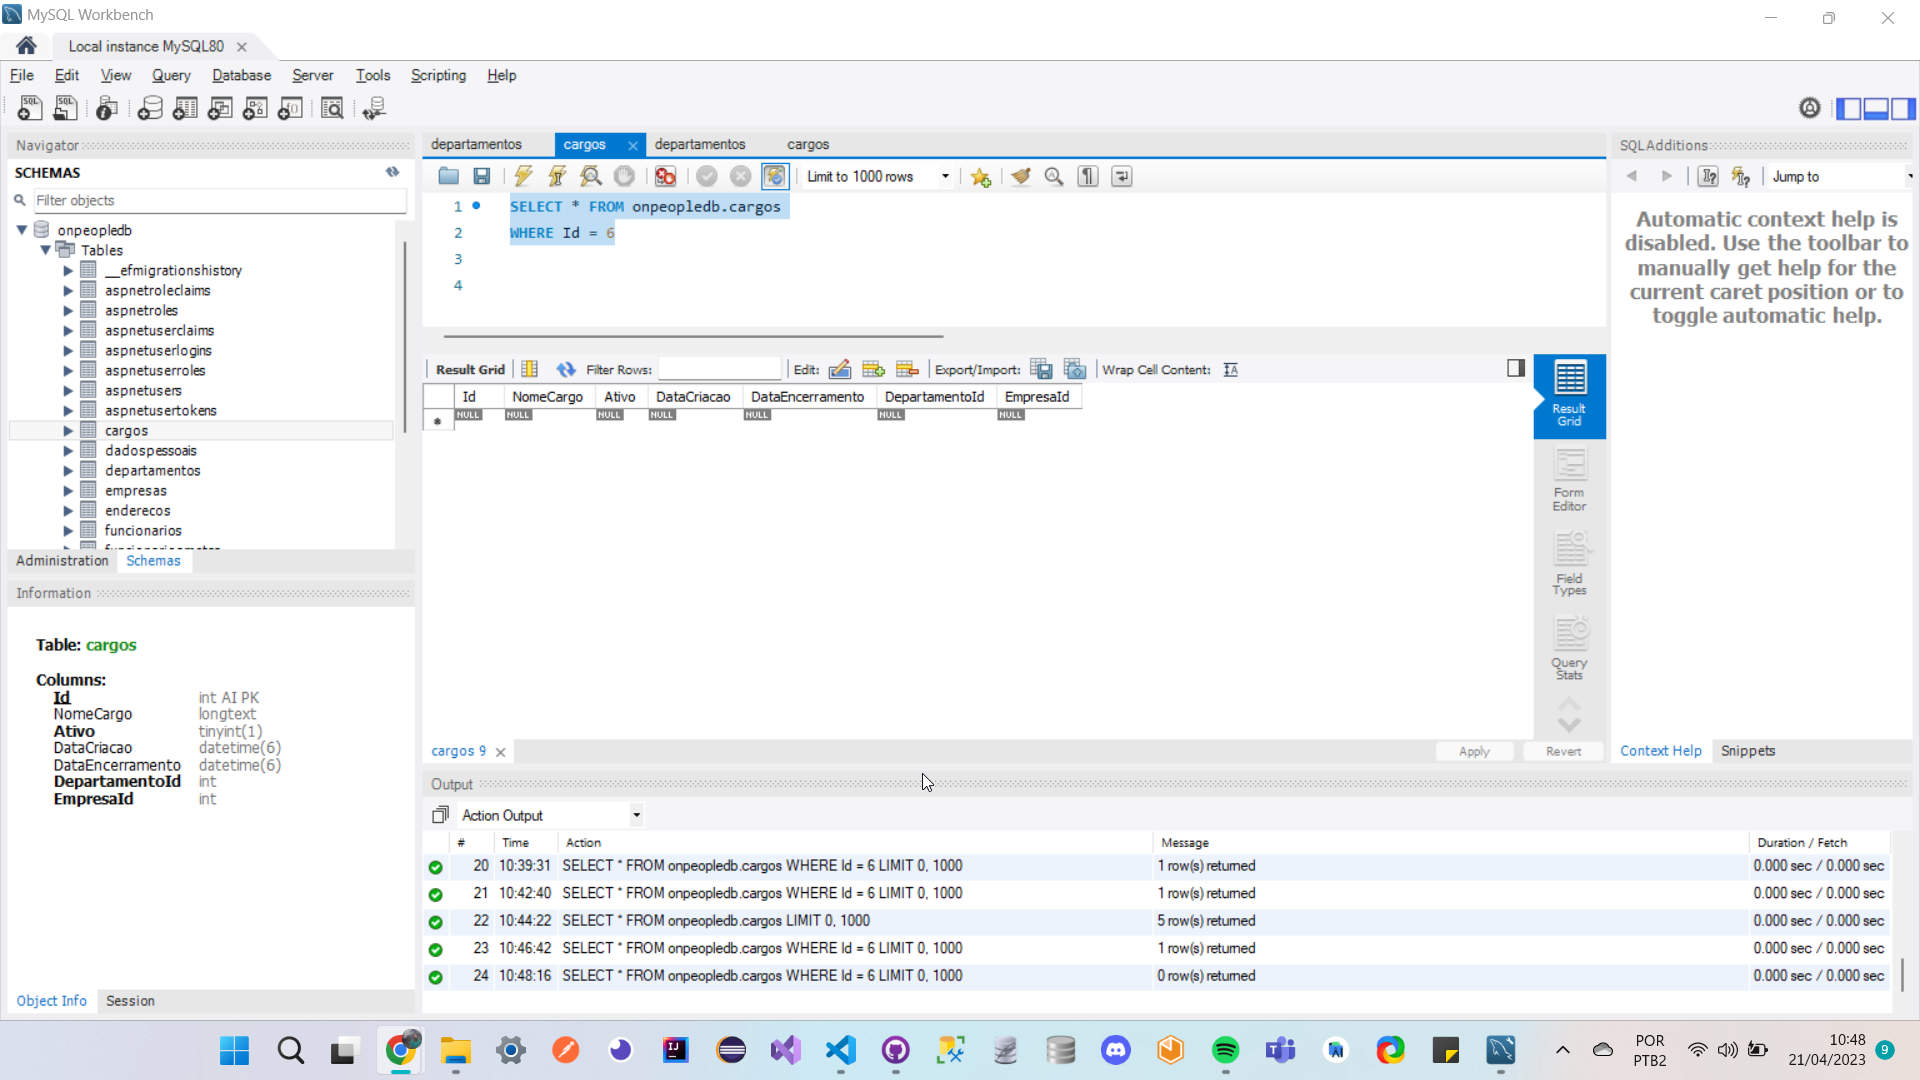 MySQL Workbench
Local instance MySQL80
File Edit View Query Database Server Tools Scripting Help
Navigator
SCHEMAS
Filter objects
onpeopledb
Tables
__efmigrationshistory
aspnetroleclaims
aspnetroles
aspnetuserclaims
aspnetuserlogins
aspnetuserroles
aspnetusers
aspnetusertokens
cargos
dadospessoais
departamentos
empresas
enderecos
funcionarios
Administration Schemas
Information
Table: cargos
Columns:
Id int AI PK
NomeCargo longtext
Ativo tinyint(1)
DataCriacao datetime(6)
DataEncerramento datetime(6)
DepartamentoId int
EmpresaId int
Object Info Session
departamentos cargos departamentos cargos
Limit to 1000 rows
1 SELECT * FROM onpeopledb.cargos
2 WHERE Id = 6
3
4
Result Grid Filter Rows: Edit: Export/Import: Wrap Cell Content:
Id NomeCargo Ativo DataCriacao DataEncerramento DepartamentoId EmpresaId
NULL NULL NULL NULL NULL NULL NULL
Result
Grid
Form
Editor
Field
Types
Query
Stats
cargos 9
Apply Revert
SQLAdditions
Jump to
Automatic context help is
disabled. Use the toolbar to
manually get help for the
current caret position or to
toggle automatic help.
Context Help Snippets
Output
Action Output
# Time Action Message Duration / Fetch
20 10:39:31 SELECT * FROM onpeopledb.cargos WHERE Id = 6 LIMIT 0, 1000 1 row(s) returned 0.000 sec / 0.000 sec
21 10:42:40 SELECT * FROM onpeopledb.cargos WHERE Id = 6 LIMIT 0, 1000 1 row(s) returned 0.000 sec / 0.000 sec
22 10:44:22 SELECT * FROM onpeopledb.cargos LIMIT 0, 1000 5 row(s) returned 0.000 sec / 0.000 sec
23 10:46:42 SELECT * FROM onpeopledb.cargos WHERE Id = 6 LIMIT 0, 1000 1 row(s) returned 0.000 sec / 0.000 sec
24 10:48:16 SELECT * FROM onpeopledb.cargos WHERE Id = 6 LIMIT 0, 1000 0 row(s) returned 0.000 sec / 0.000 sec
POR
PTB2
10:48
21/04/2023
9